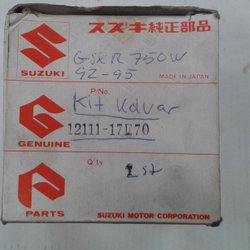 スズキ純正部品
GSXR 750W
SUZUKI
92-95
MADE IN JAPAN
P/No.
Kit Kolvar
12111-17E70
GENUINE
Q'ty
1 st
PARTS
SUZUKI MOTOR CORPORATION